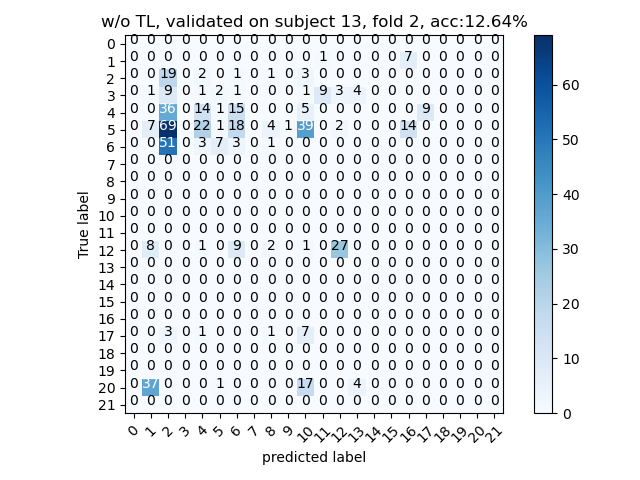 w/o TL, validated on subject 13, fold 2, acc:12.64%
0 0 0 0 0 0 0 0 0 0 0 0 0 0 0 0 0 0 0 0 0 0 0
1 0 0 0 0 0 0 0 0 0 0 0 1 0 0 0 0 7 0 0 0 0 0
2 0 0 19 0 2 0 1 0 1 0 3 0 0 0 0 0 0 0 0 0 0 0
3 0 1 9 0 1 2 1 0 0 0 1 9 3 4 0 0 0 0 0 0 0 0
4 0 0 36 0 14 1 15 0 0 0 5 0 0 0 0 0 0 9 0 0 0 0
5 0 7 69 0 22 1 18 0 4 1 39 0 2 0 0 0 14 0 0 0 0 0
6 0 0 51 0 3 7 3 0 1 0 0 0 0 0 0 0 0 0 0 0 0 0
7 0 0 0 0 0 0 0 0 0 0 0 0 0 0 0 0 0 0 0 0 0 0
8 0 0 0 0 0 0 0 0 0 0 0 0 0 0 0 0 0 0 0 0 0 0
9 0 0 0 0 0 0 0 0 0 0 0 0 0 0 0 0 0 0 0 0 0 0
10 0 0 0 0 0 0 0 0 0 0 0 0 0 0 0 0 0 0 0 0 0 0
11 0 0 0 0 0 0 0 0 0 0 0 0 0 0 0 0 0 0 0 0 0 0
12 0 8 0 0 1 0 9 0 2 0 1 0 27 0 0 0 0 0 0 0 0 0
13 0 0 0 0 0 0 0 0 0 0 0 0 0 0 0 0 0 0 0 0 0 0
14 0 0 0 0 0 0 0 0 0 0 0 0 0 0 0 0 0 0 0 0 0 0
15 0 0 0 0 0 0 0 0 0 0 0 0 0 0 0 0 0 0 0 0 0 0
16 0 0 0 0 0 0 0 0 0 0 0 0 0 0 0 0 0 0 0 0 0 0
17 0 0 3 0 1 0 0 0 1 0 7 0 0 0 0 0 0 0 0 0 0 0
18 0 0 0 0 0 0 0 0 0 0 0 0 0 0 0 0 0 0 0 0 0 0
19 0 0 0 0 0 0 0 0 0 0 0 0 0 0 0 0 0 0 0 0 0 0
20 0 37 0 0 0 1 0 0 0 0 17 0 0 4 0 0 0 0 0 0 0 0
21 0 0 0 0 0 0 0 0 0 0 0 0 0 0 0 0 0 0 0 0 0 0
0 1 2 3 4 5 6 7 8 9 10 11 12 13 14 15 16 17 18 19 20 21
predicted label
True label
60
50
40
30
20
10
0